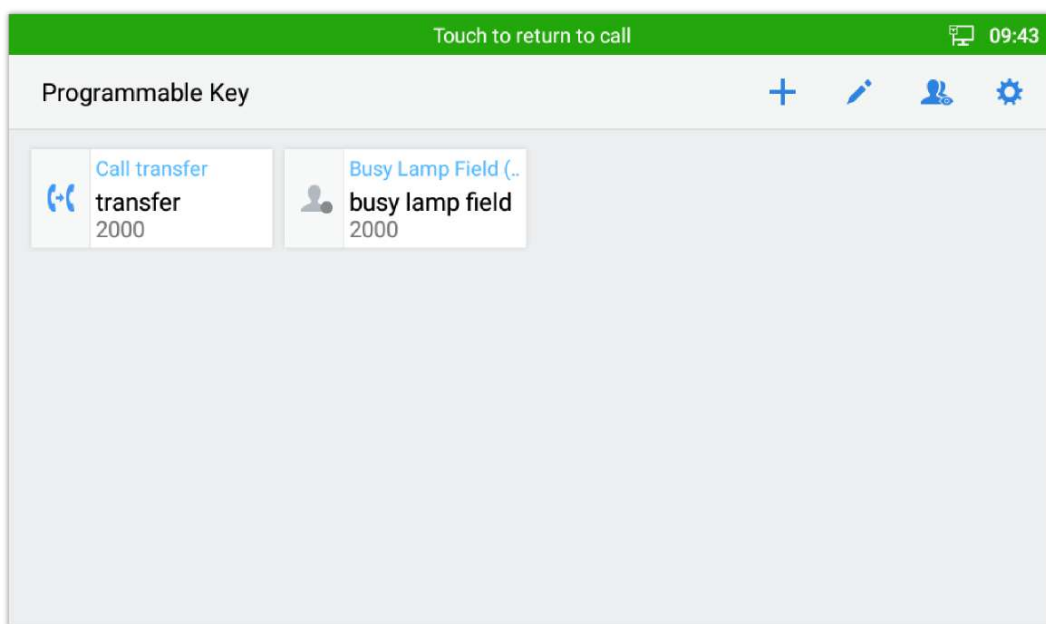 Touch to return to call
09:43
Programmable Key
Call transfer
transfer
2000
Busy Lamp Field (..
busy lamp field
2000